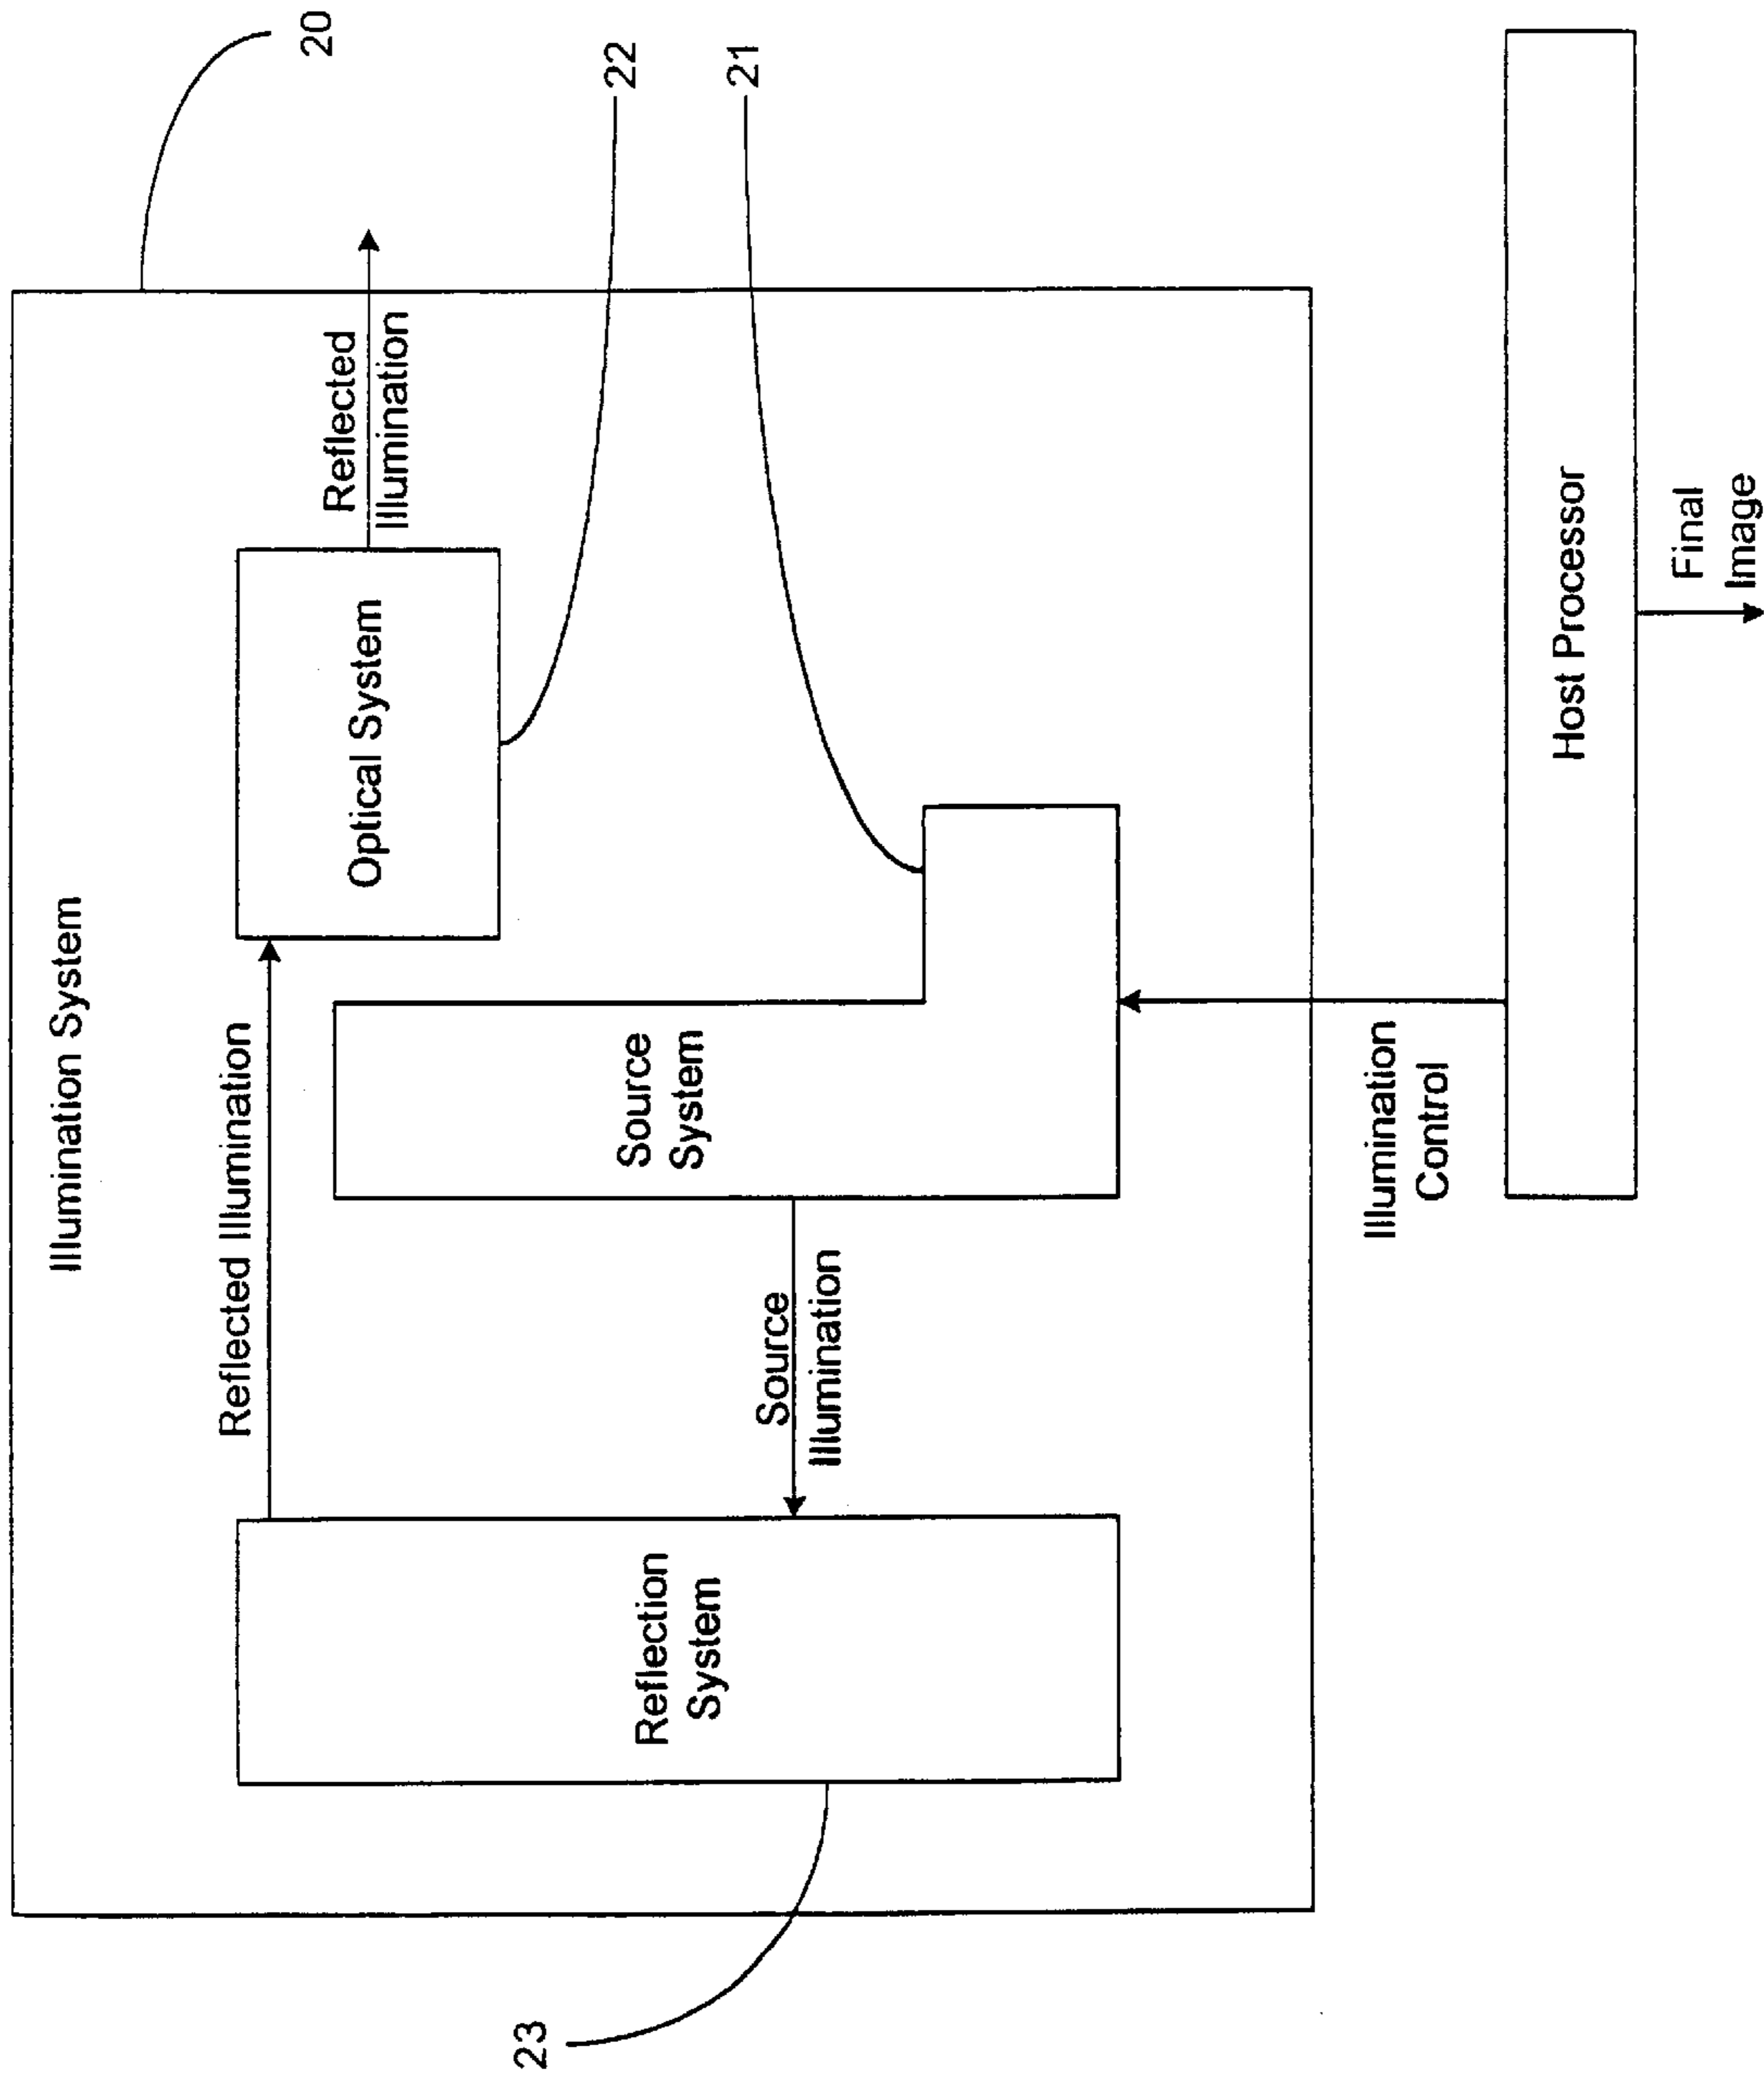 Illumination System
20
Reflected Illumination
Reflected
Illumination
Optical System
22
21
Source
System
Source
Illumination
Reflection
System
23
Illumination
Control
Host Processor
Final
Image